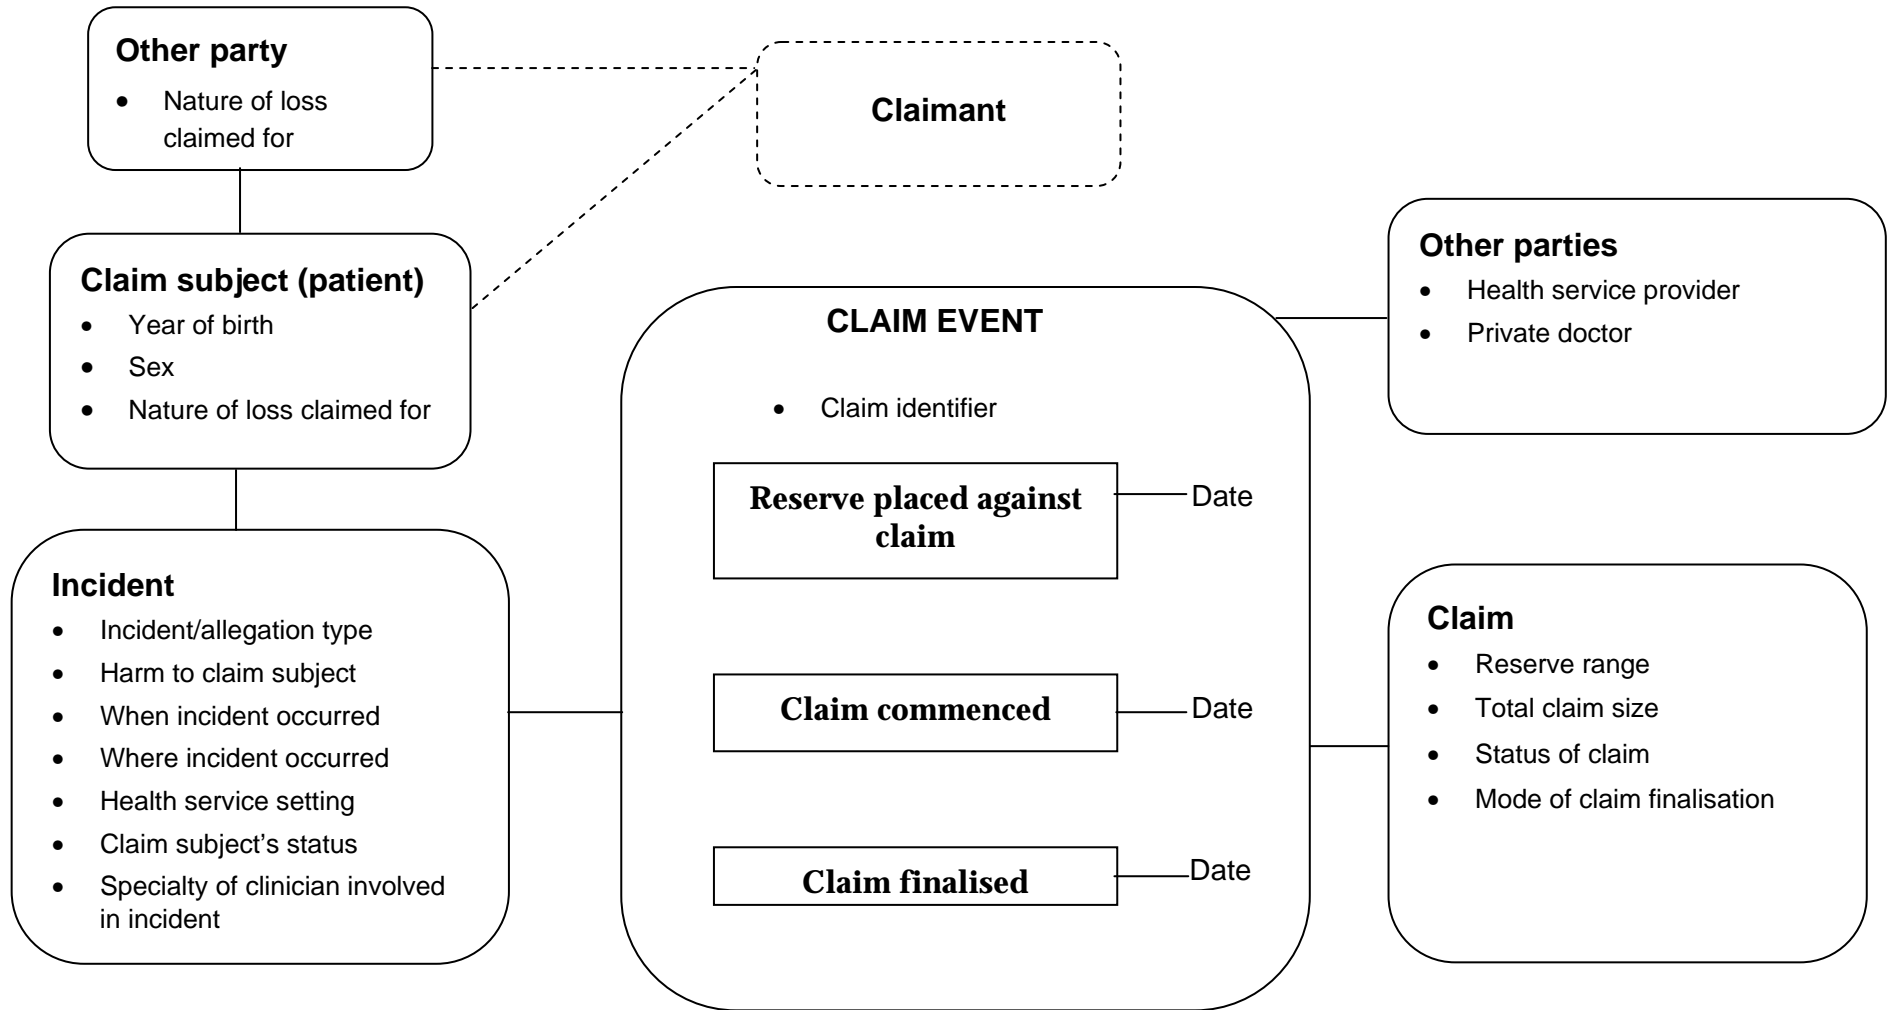 Other party
• Nature of loss
claimed for
Claimant
Claim subject (patient)
• Year of birth
• Sex
• Nature of loss claimed for
Other parties
• Health service provider
• Private doctor
CLAIM EVENT
• Claim identifier
Reserve placed against
claim
Date
Claim commenced
Date
Claim finalised
Date
Incident
• Incident/allegation type
• Harm to claim subject
• When incident occurred
• Where incident occurred
• Health service setting
• Claim subject’s status
• Specialty of clinician involved
in incident
Claim
• Reserve range
• Total claim size
• Status of claim
• Mode of claim finalisation